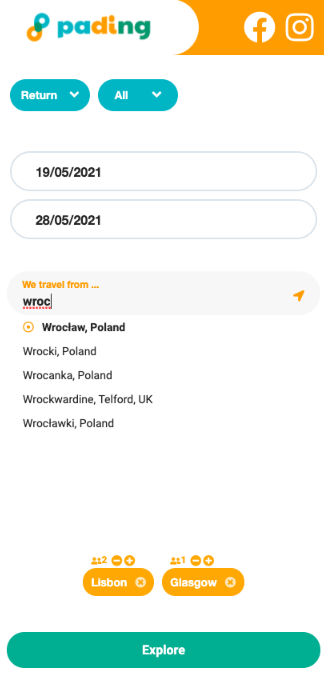 pading
Return All
19/05/2021
28/05/2021
We travel from ...
wroc
Wrocław, Poland
Wrocki, Poland
Wrocanka, Poland
Wrockwardine, Telford, UK
Wrocławki, Poland
2 1
Lisbon Glasgow
Explore